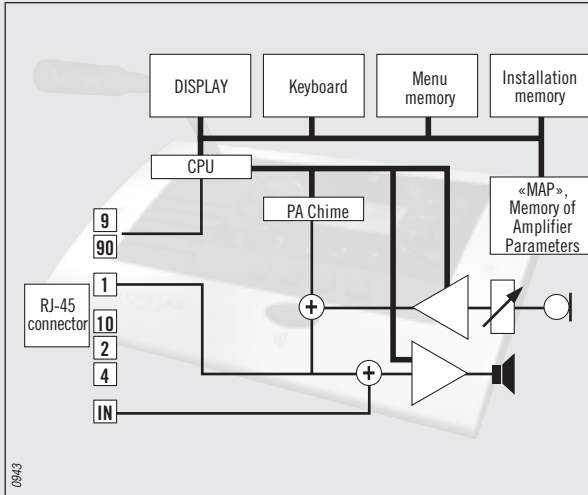 DISPLAY
Keyboard
Menu
memory
Installation
memory
CPU
PA Chime
«MAP»,
Memory of
Amplifier
Parameters
9
90
1
RJ-45
connector
10
2
4
IN
+
+
0943